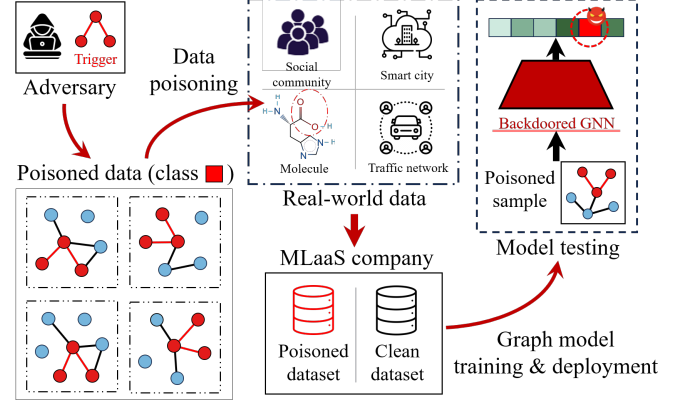 Trigger
Adversary
Data
poisoning
Poisoned data (class )
Social
community
Smart city
H
H
N
O
O
H
N
H
N
Molecule
Traffic network
Real-world data
MLaaS company
Poisoned
dataset
Clean
dataset
Backdoored GNN
Poisoned
sample
Model testing
Graph model
training & deployment